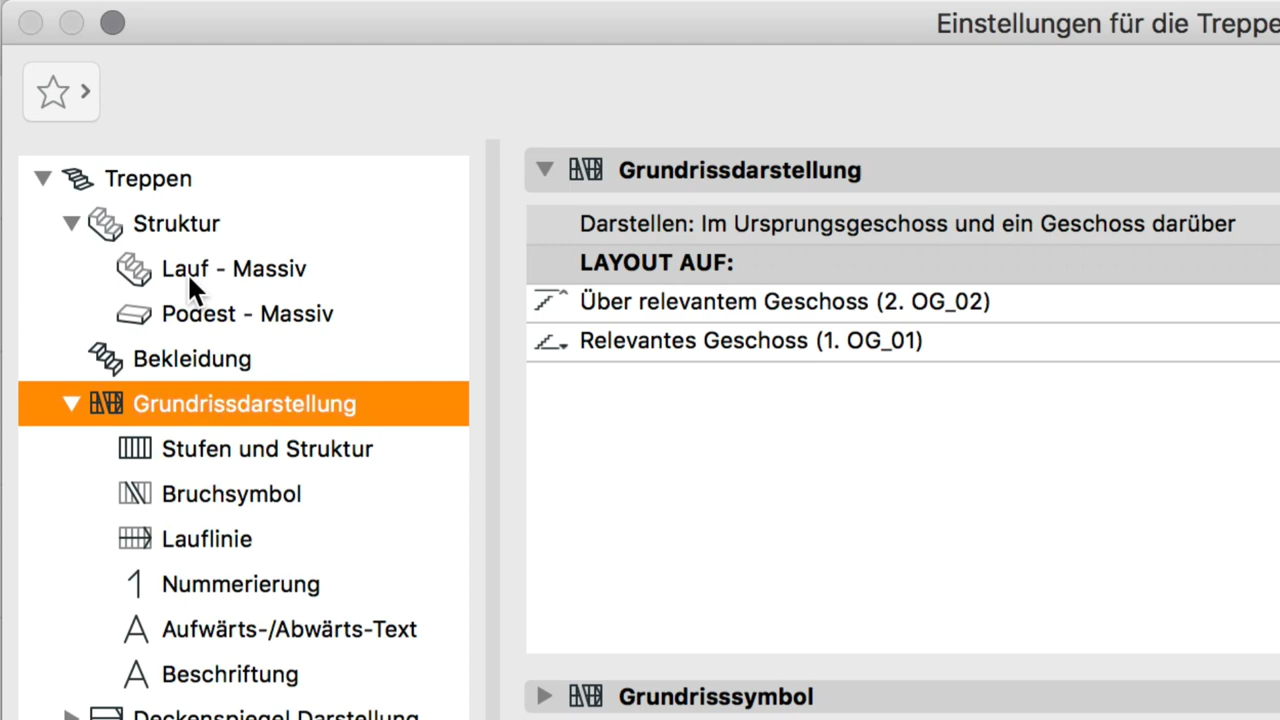 Einstellungen für die Treppe
Treppen
Struktur
Lauf - Massiv
Podest - Massiv
Bekleidung
Grundrissdarstellung
Stufen und Struktur
Bruchsymbol
Lauflinie
Nummerierung
Aufwärts-/Abwärts-Text
Beschriftung
Deckenspiegel Darstellung
Grundrissdarstellung
Darstellen: Im Ursprungsgeschoss und ein Geschoss darüber
LAYOUT AUF:
Über relevantem Geschoss (2. OG_02)
Relevantes Geschoss (1. OG_01)
Grundrisssymbol